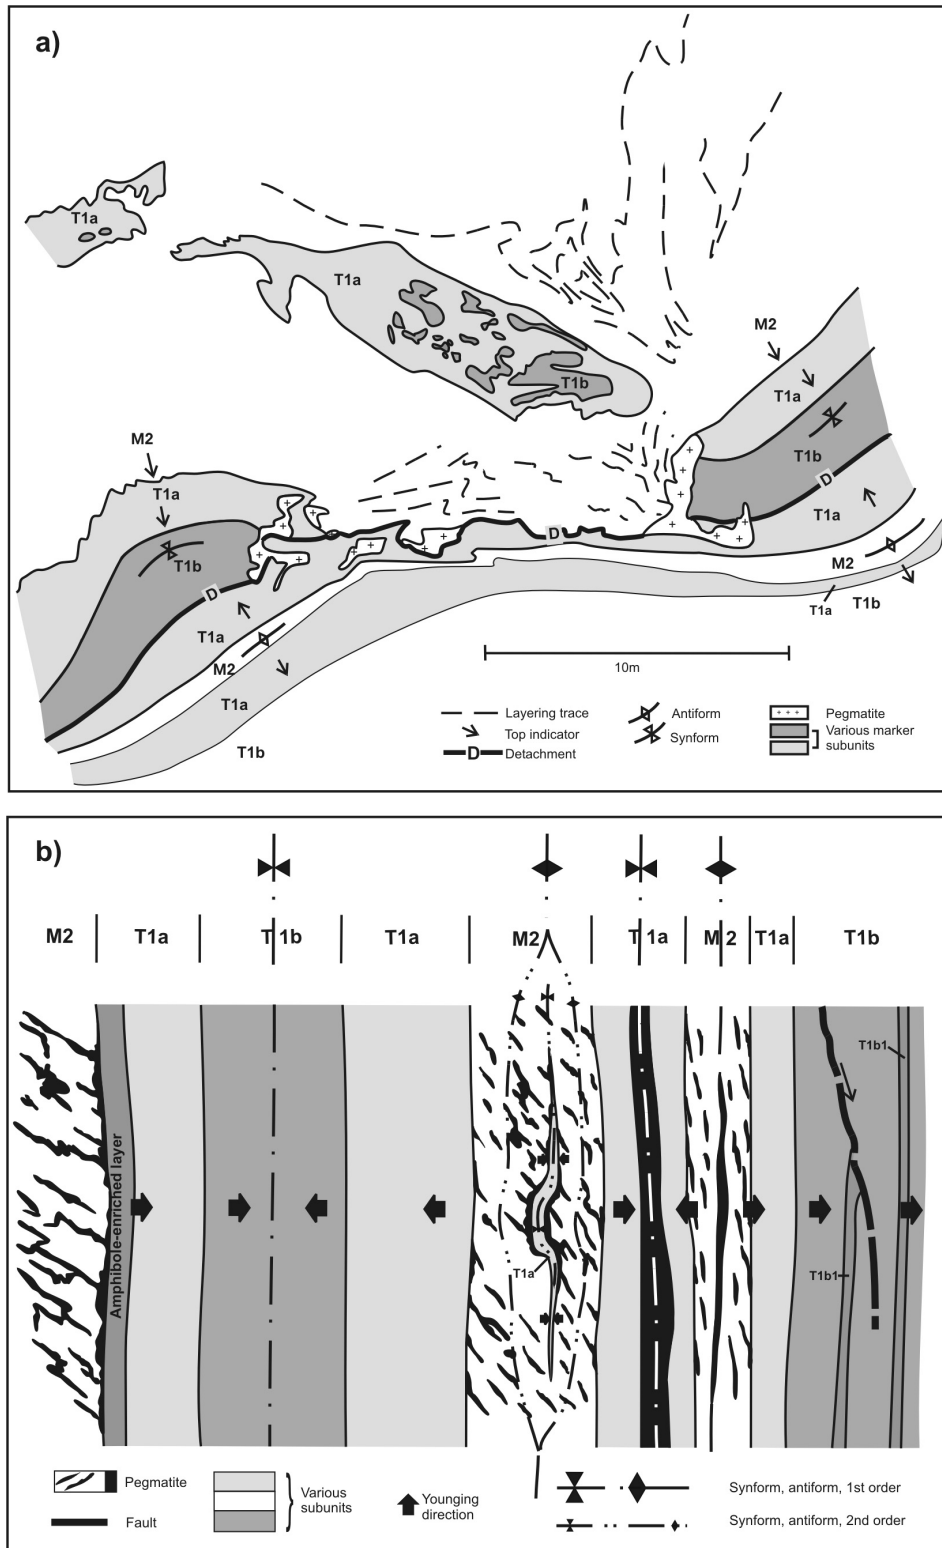 a)
T1a
T1a
M2
T1a
T1b
M2
T1b
T1a
D
T1a
T1b
T1a
D
M2
D
T1a
T1b
T1a
M2
T1a
10m
T1b
Layering trace
Antiform
+ + +
Pegmatite
Top indicator
Synform
Various marker
subunits
D
Detachment
b)
M2
T1a
T1b
T1a
M2
T1a
M2
T1a
T1b
T1b1
Amphibole-enriched layer
T1a
T1b1
Pegmatite
Fault
Various
subunits
Younging
direction
Synform, antiform, 1st order
Synform, antiform, 2nd order